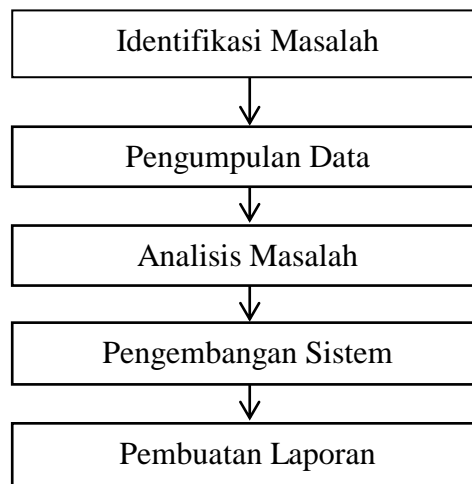 Identifikasi Masalah
Pengumpulan Data
Analisis Masalah
Pengembangan Sistem
Pembuatan Laporan